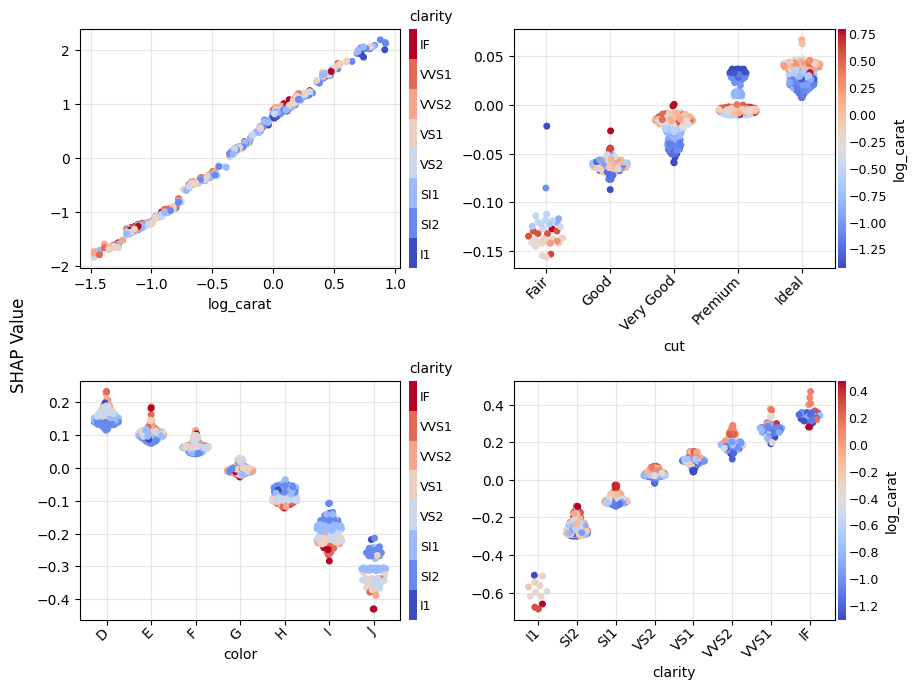 clarity
2
1
0
−1
−2
−1.5
−1.0
−0.5
0.0
0.5
1.0
log_carat
IF
VVS1
VVS2
VS1
VS2
SI1
SI2
I1
0.05
0.00
−0.05
−0.10
−0.15
Fair
Good
Very Good
Premium
Ideal
cut
0.75
0.50
0.25
0.00
−0.25
−0.50
−0.75
−1.00
−1.25
log_carat
SHAP Value
clarity
0.2
0.1
0.0
−0.1
−0.2
−0.3
−0.4
D
E
F
G
H
I
J
color
IF
VVS1
VVS2
VS1
VS2
SI1
SI2
I1
0.4
0.2
0.0
−0.2
−0.4
−0.6
I1
SI2
SI1
VS2
VS1
VVS2
VVS1
IF
clarity
0.4
0.2
0.0
−0.2
−0.4
−0.6
−0.8
−1.0
−1.2
log_carat